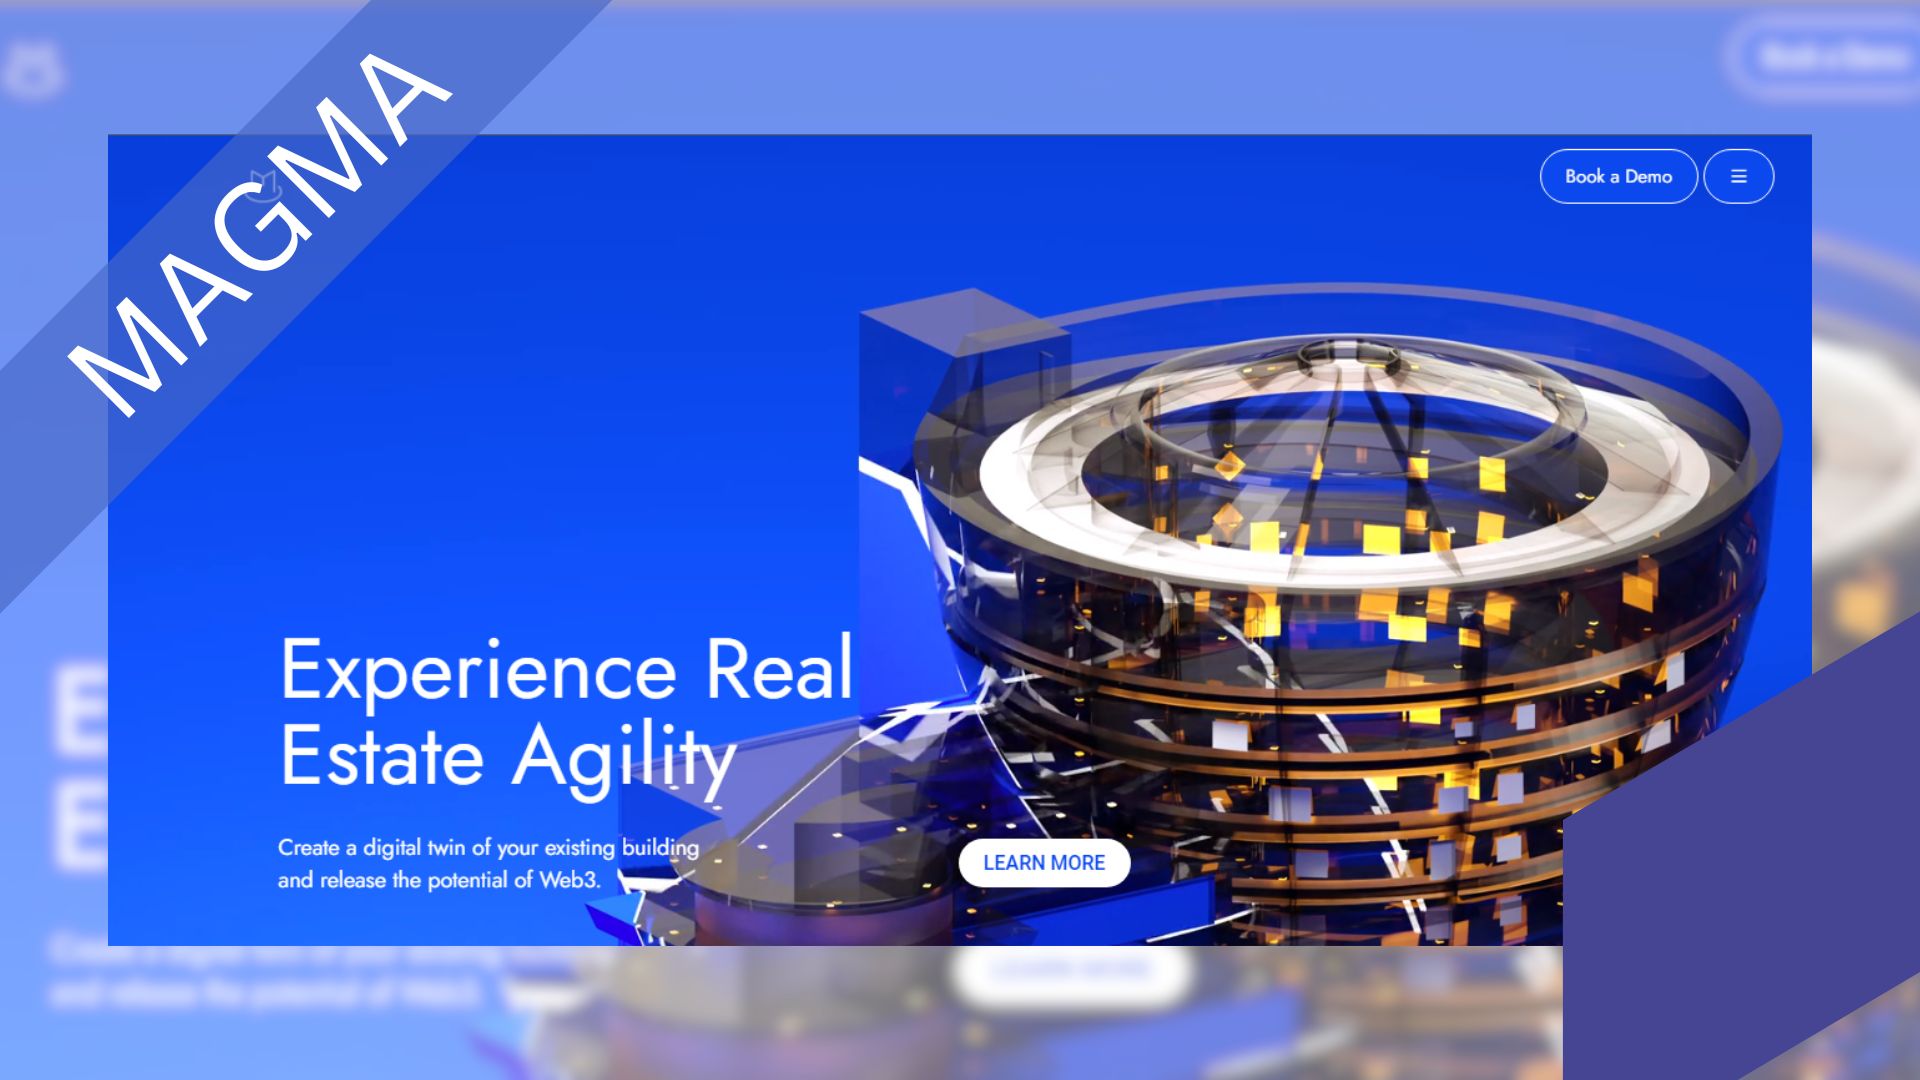 MAGMA
Book a Demo
Experience Real
Estate Agility
Create a digital twin of your existing building
and release the potential of Web3.
LEARN MORE